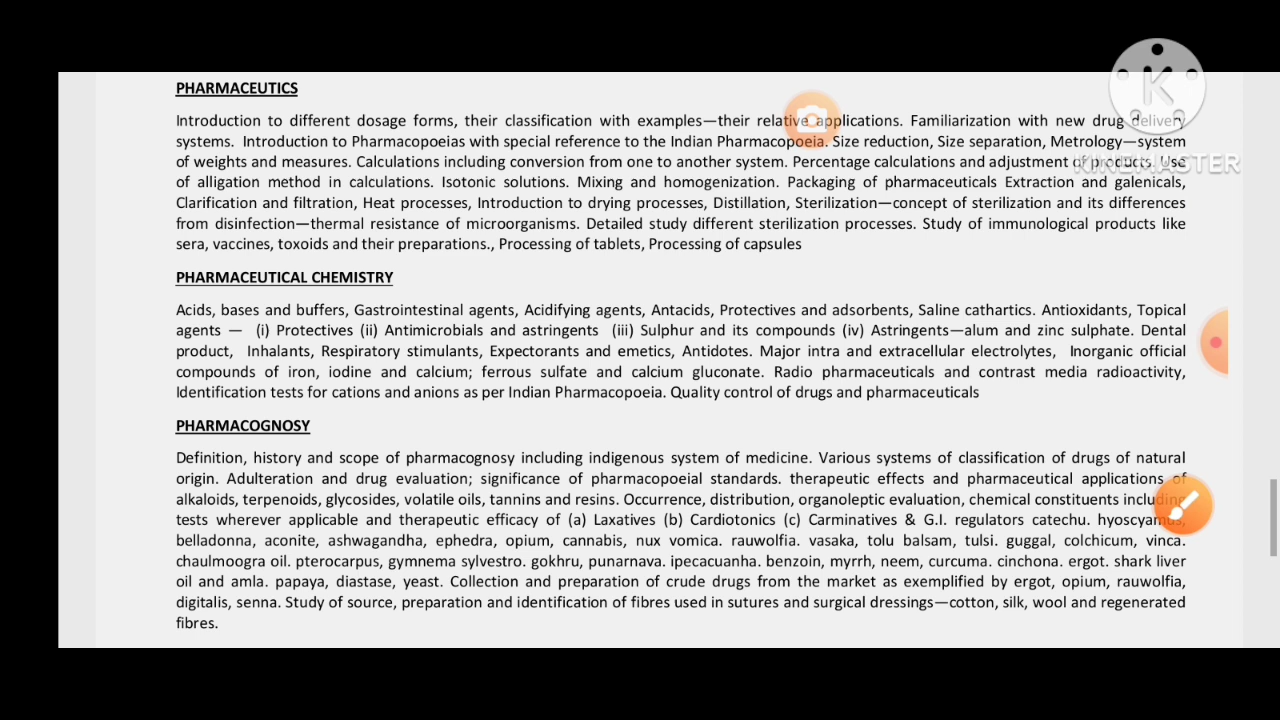 PHARMACEUTICS
Introduction to different dosage forms, their classification with examples—their relative applications. Familiarization with new drug delivery
systems. Introduction to Pharmacopoeias with special reference to the Indian Pharmacopoeia. Size reduction, Size separation, Metrology—system
of weights and measures. Calculations including conversion from one to another system. Percentage calculations and adjustment of products. Use
of alligation method in calculations. Isotonic solutions. Mixing and homogenization. Packaging of pharmaceuticals Extraction and galenicals,
Clarification and filtration, Heat processes, Introduction to drying processes, Distillation, Sterilization—concept of sterilization and its differences
from disinfection—thermal resistance of microorganisms. Detailed study different sterilization processes. Study of immunological products like
sera, vaccines, toxoids and their preparations., Processing of tablets, Processing of capsules
PHARMACEUTICAL CHEMISTRY
Acids, bases and buffers, Gastrointestinal agents, Acidifying agents, Antacids, Protectives and adsorbents, Saline cathartics. Antioxidants, Topical
agents — (i) Protectives (ii) Antimicrobials and astringents (iii) Sulphur and its compounds (iv) Astringents—alum and zinc sulphate. Dental
product, Inhalants, Respiratory stimulants, Expectorants and emetics, Antidotes. Major intra and extracellular electrolytes, Inorganic official
compounds of iron, iodine and calcium; ferrous sulfate and calcium gluconate. Radio pharmaceuticals and contrast media radioactivity,
Identification tests for cations and anions as per Indian Pharmacopoeia. Quality control of drugs and pharmaceuticals
PHARMACOGNOSY
Definition, history and scope of pharmacognosy including indigenous system of medicine. Various systems of classification of drugs of natural
origin. Adulteration and drug evaluation; significance of pharmacopoeial standards. therapeutic effects and pharmaceutical applications of
alkaloids, terpenoids, glycosides, volatile oils, tannins and resins. Occurrence, distribution, organoleptic evaluation, chemical constituents including
tests wherever applicable and therapeutic efficacy of (a) Laxatives (b) Cardiotonics (c) Carminatives & G.I. regulators catechu. hyoscyamus,
belladonna, aconite, ashwagandha, ephedra, opium, cannabis, nux vomica. rauwolfia. vasaka, tolu balsam, tulsi. guggal, colchicum, vinca.
chaulmoogra oil. pterocarpus, gymnema sylvestro. gokhru, punarnava. ipecacuanha. benzoin, myrrh, neem, curcuma. cinchona. ergot. shark liver
oil and amla. papaya, diastase, yeast. Collection and preparation of crude drugs from the market as exemplified by ergot, opium, rauwolfia,
digitalis, senna. Study of source, preparation and identification of fibres used in sutures and surgical dressings—cotton, silk, wool and regenerated
fibres.
K
KINEMASTER